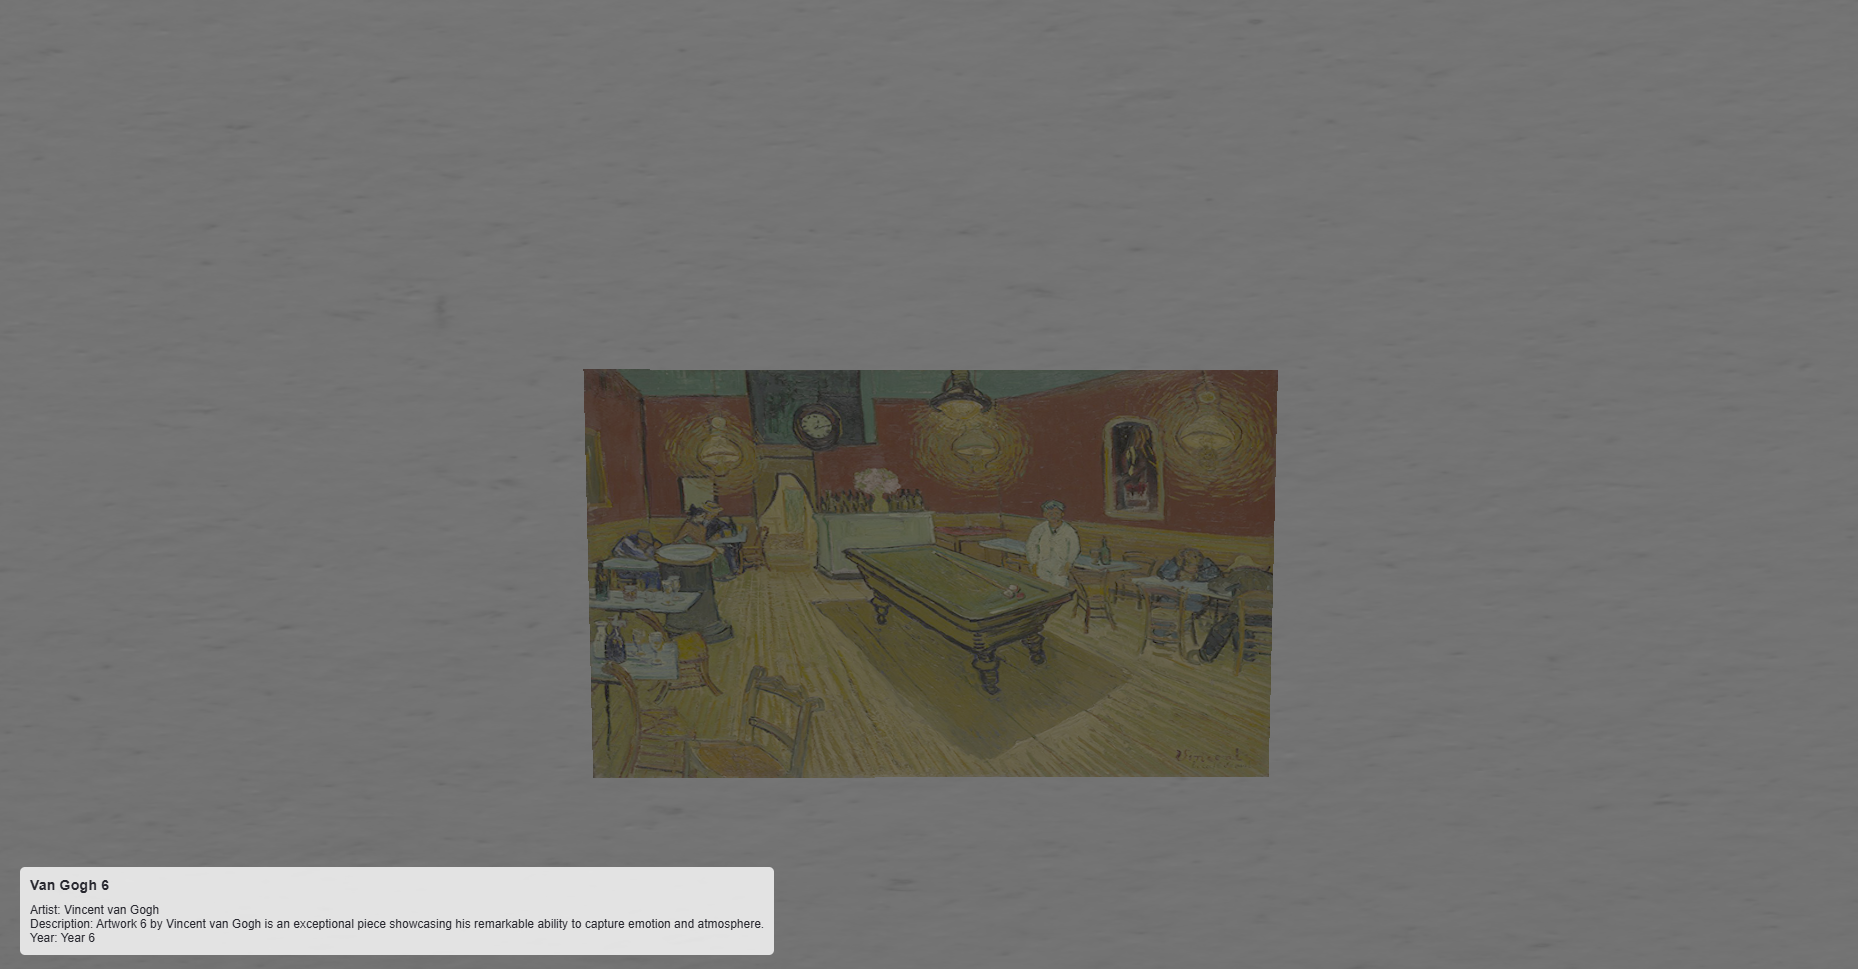 Van Gogh 6
Artist: Vincent van Gogh
Description: Artwork 6 by Vincent van Gogh is an exceptional piece showcasing his remarkable ability to capture emotion and atmosphere.
Year: Year 6